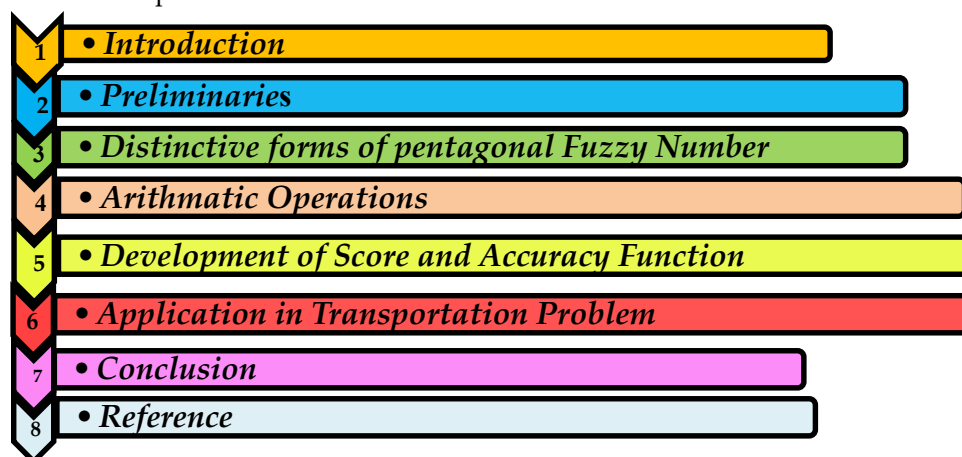 1 • Introduction
2 • Preliminaries
3 • Distinctive forms of pentagonal Fuzzy Number
4 • Arithmatic Operations
5 • Development of Score and Accuracy Function
6 • Application in Transportation Problem
7 • Conclusion
8 • Reference